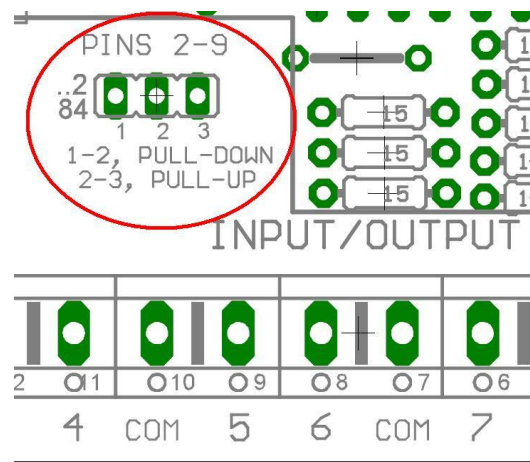 PINS 2-9
..2
84
1 2 3
1-2, PULL-DOWN
2-3, PULL-UP
15
15
15
INPUT/OUTPUT
2 11 10 9 8 7 6
4 COM 5 6 COM 7